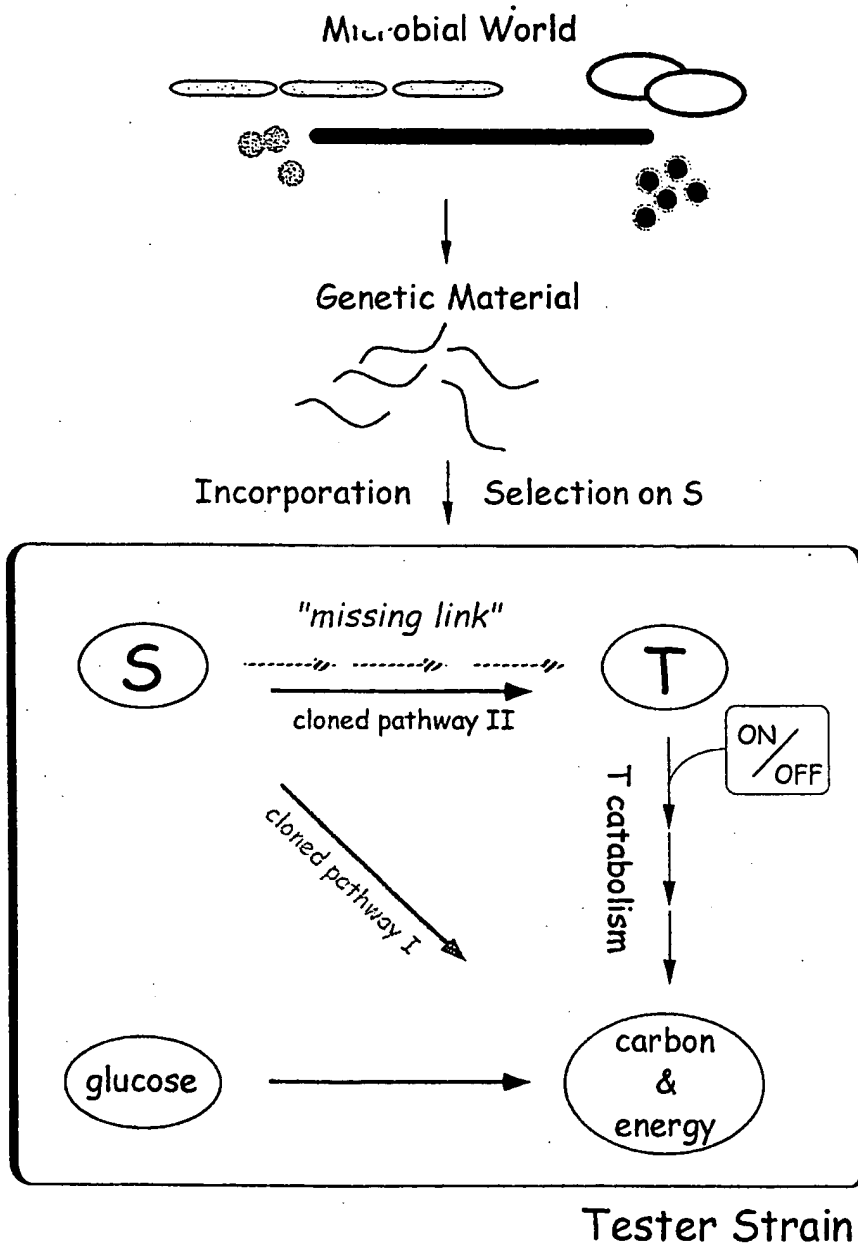 Microbial World
Genetic Material
Incorporation
Selection on S
"missing link"
S
T
cloned pathway II
ON/OFF
T catabolism
cloned pathway I
glucose
carbon
&
energy
Tester Strain